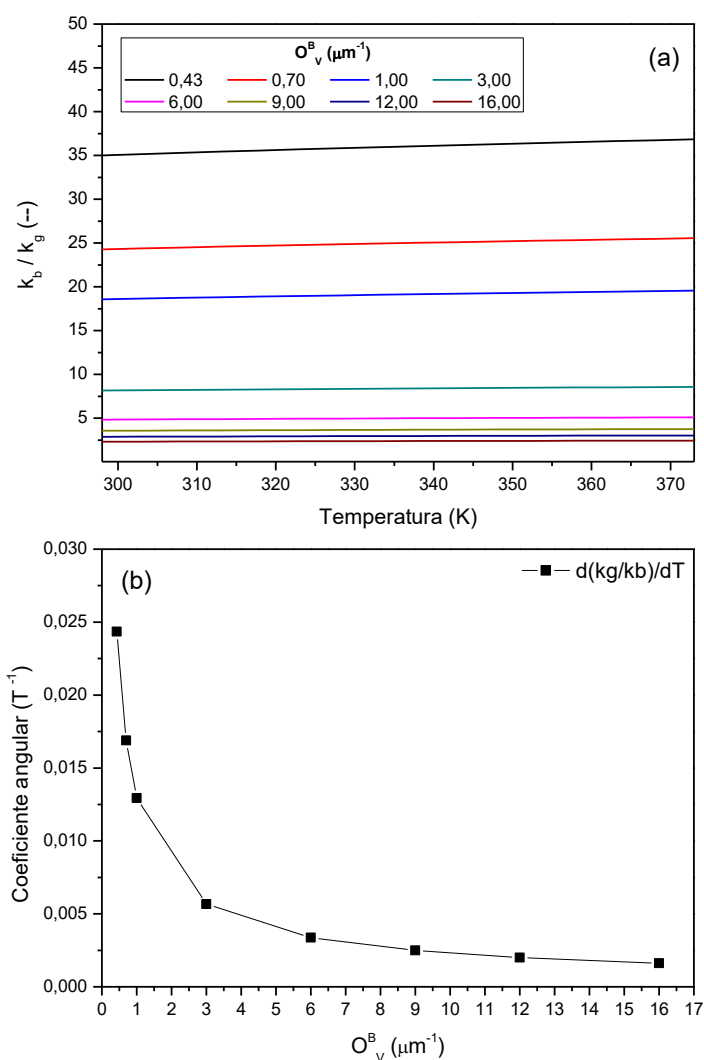 50
45
40
35
30
25
20
15
10
5
k_b / k_g (--)
O^B_V (μm^-1)
0,43 0,70 1,00 3,00
6,00 9,00 12,00 16,00
(a)
300 310 320 330 340 350 360 370
Temperatura (K)
0,030
0,025
0,020
0,015
0,010
0,005
0,000
Coeficiente angular (T^-1)
(b)
d(kg/kb)/dT
0 1 2 3 4 5 6 7 8 9 10 11 12 13 14 15 16 17
O^B_V (μm^-1)